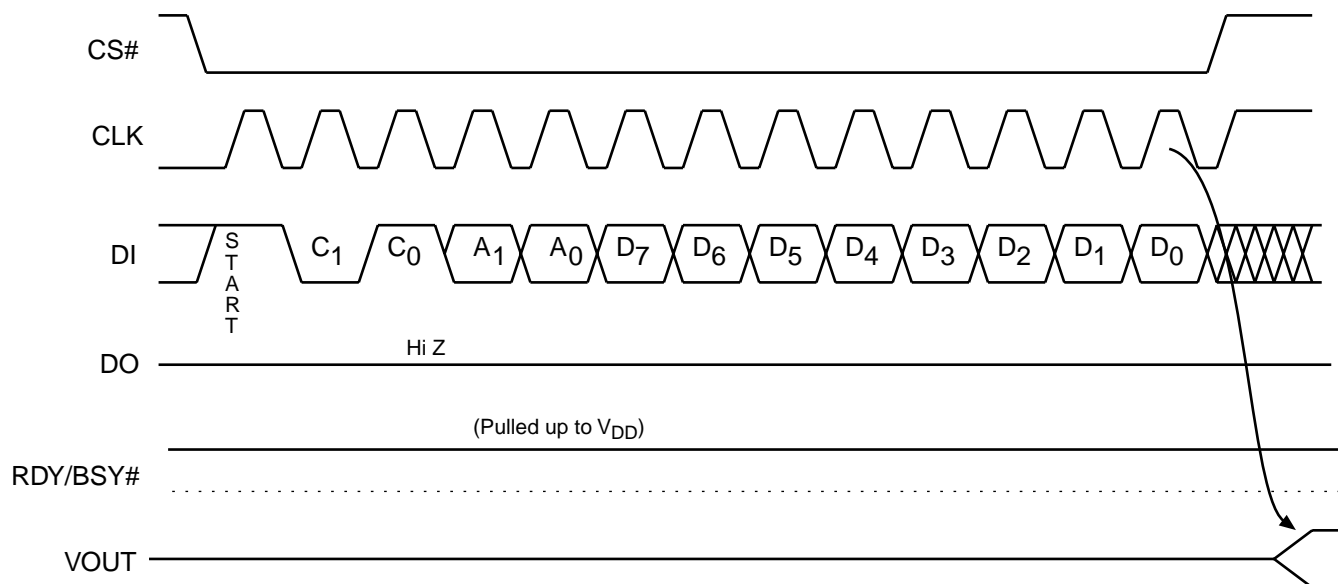 CS#
CLK
DI
START
C1 C0 A1 A0 D7 D6 D5 D4 D3 D2 D1 D0
DO
Hi Z
(Pulled up to VDD)
RDY/BSY#
VOUT